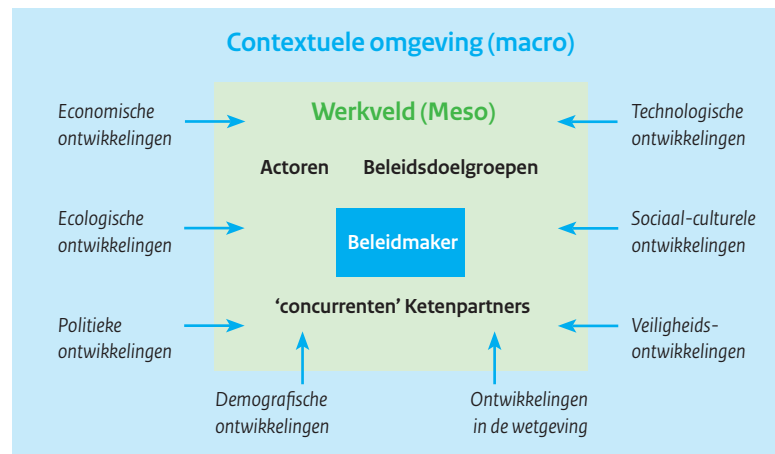 Contextuele omgeving (macro)
Economische
ontwikkelingen
Werkveld (Meso)
Technologische
ontwikkelingen
Actoren Beleidsdoelgroepen
Ecologische
ontwikkelingen
Beleidmaker
Sociaal-culturele
ontwikkelingen
‘concurrenten’ Ketenpartners
Politieke
ontwikkelingen
Veiligheids-
ontwikkelingen
Demografische
ontwikkelingen
Ontwikkelingen
in de wetgeving